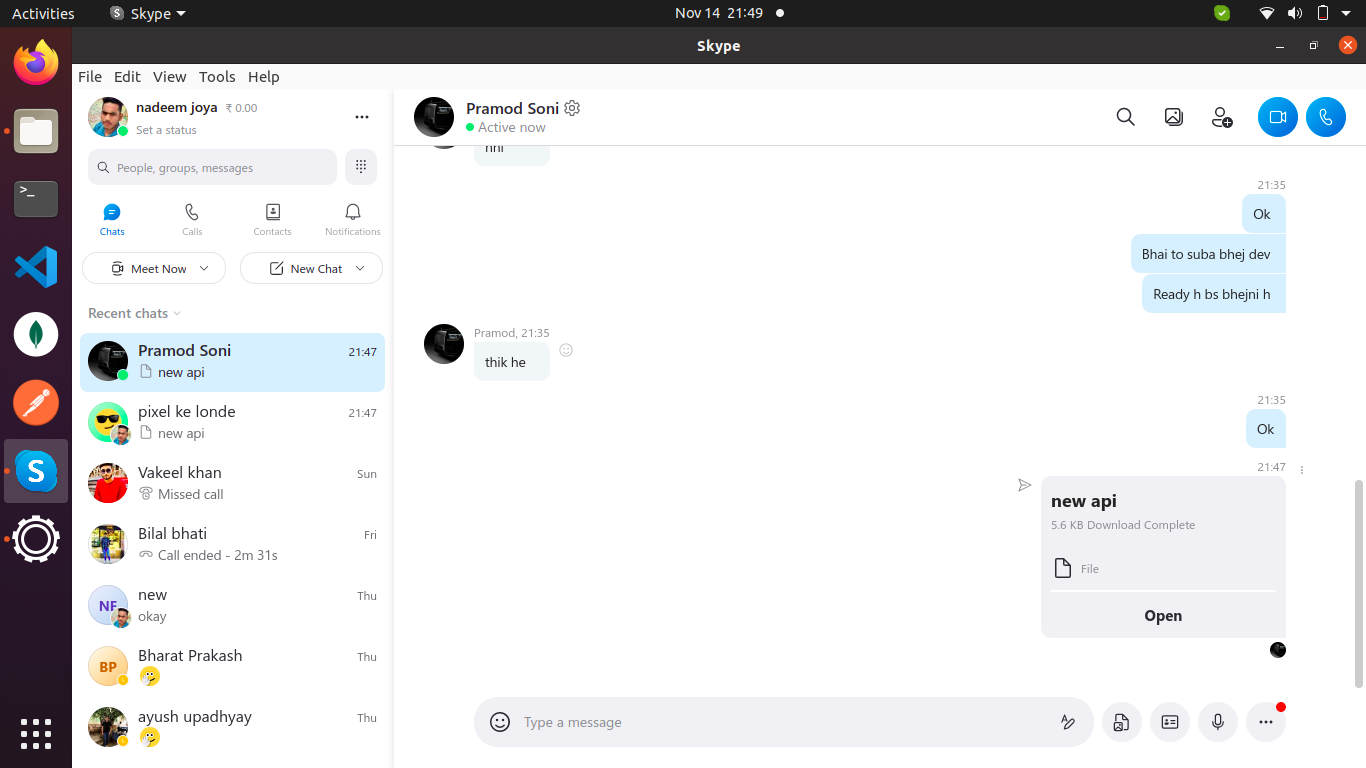 Activities
Skype
Nov 14 21:49
Skype
File Edit View Tools Help
nadeem joya ₹ 0.00
Set a status
People, groups, messages
Chats
Calls
Contacts
Notifications
Meet Now
New Chat
Recent chats
Pramod Soni 21:47
new api
pixel ke londe 21:47
new api
Vakeel khan Sun
Missed call
Bilal bhati Fri
Call ended - 2m 31s
NF
new Thu
okay
BP
Bharat Prakash Thu
ayush upadhyay Thu
Pramod Soni
Active now
21:35
Ok
Bhai to suba bhej dev
Ready h bs bhejni h
Pramod, 21:35
thik he
21:35
Ok
21:47
new api
5.6 KB Download Complete
File
Open
Type a message